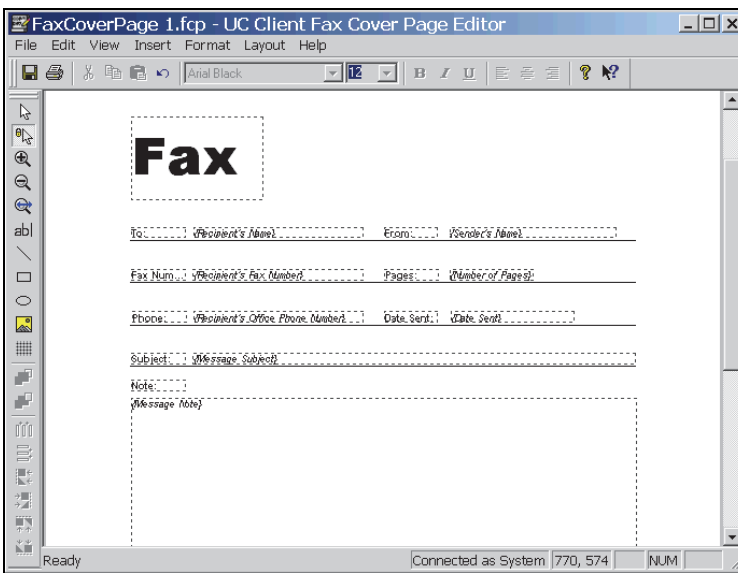 FaxCoverPage 1.fcp - UC Client Fax Cover Page Editor
File Edit View Insert Format Layout Help
Arial Black 12 B I U
ab|
Fax
To: {Recipient's Name} From: {Sender's Name}
Fax Num... {Recipient's Fax Number} Pages: {Number of Pages}
Phone: {Recipient's Office Phone Number} Date Sent: {Date Sent}
Subject: {Message Subject}
Note:
{Message Note}
Ready Connected as System 770, 574 NUM